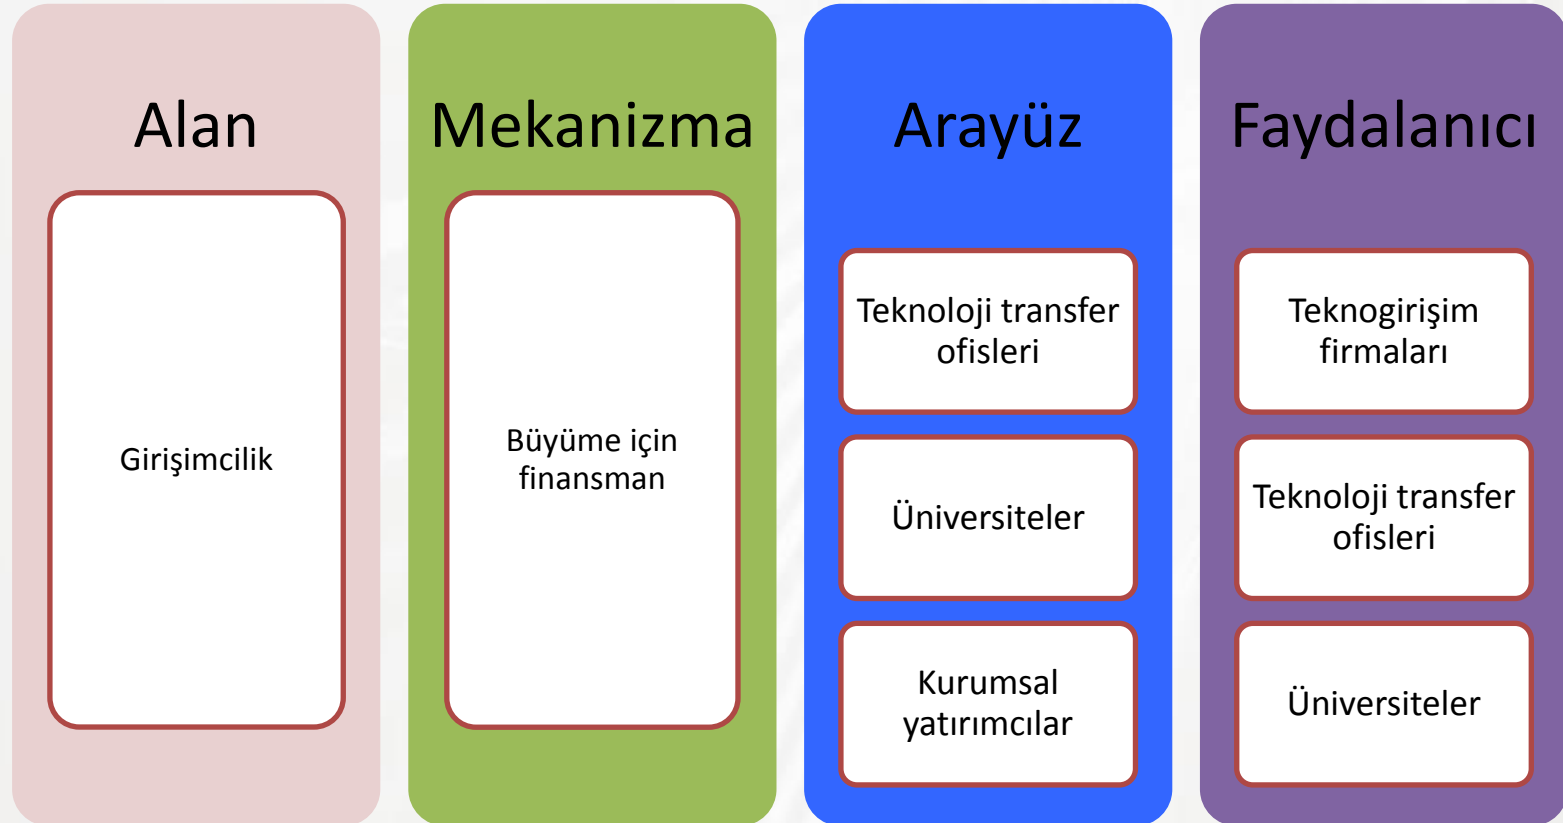 Alan
Girişimcilik
Mekanizma
Büyüme için
finansman
Arayüz
Teknoloji transfer
ofisleri
Üniversiteler
Kurumsal
yatırımcılar
Faydalanıcı
Teknogirişim
firmaları
Teknoloji transfer
ofisleri
Üniversiteler